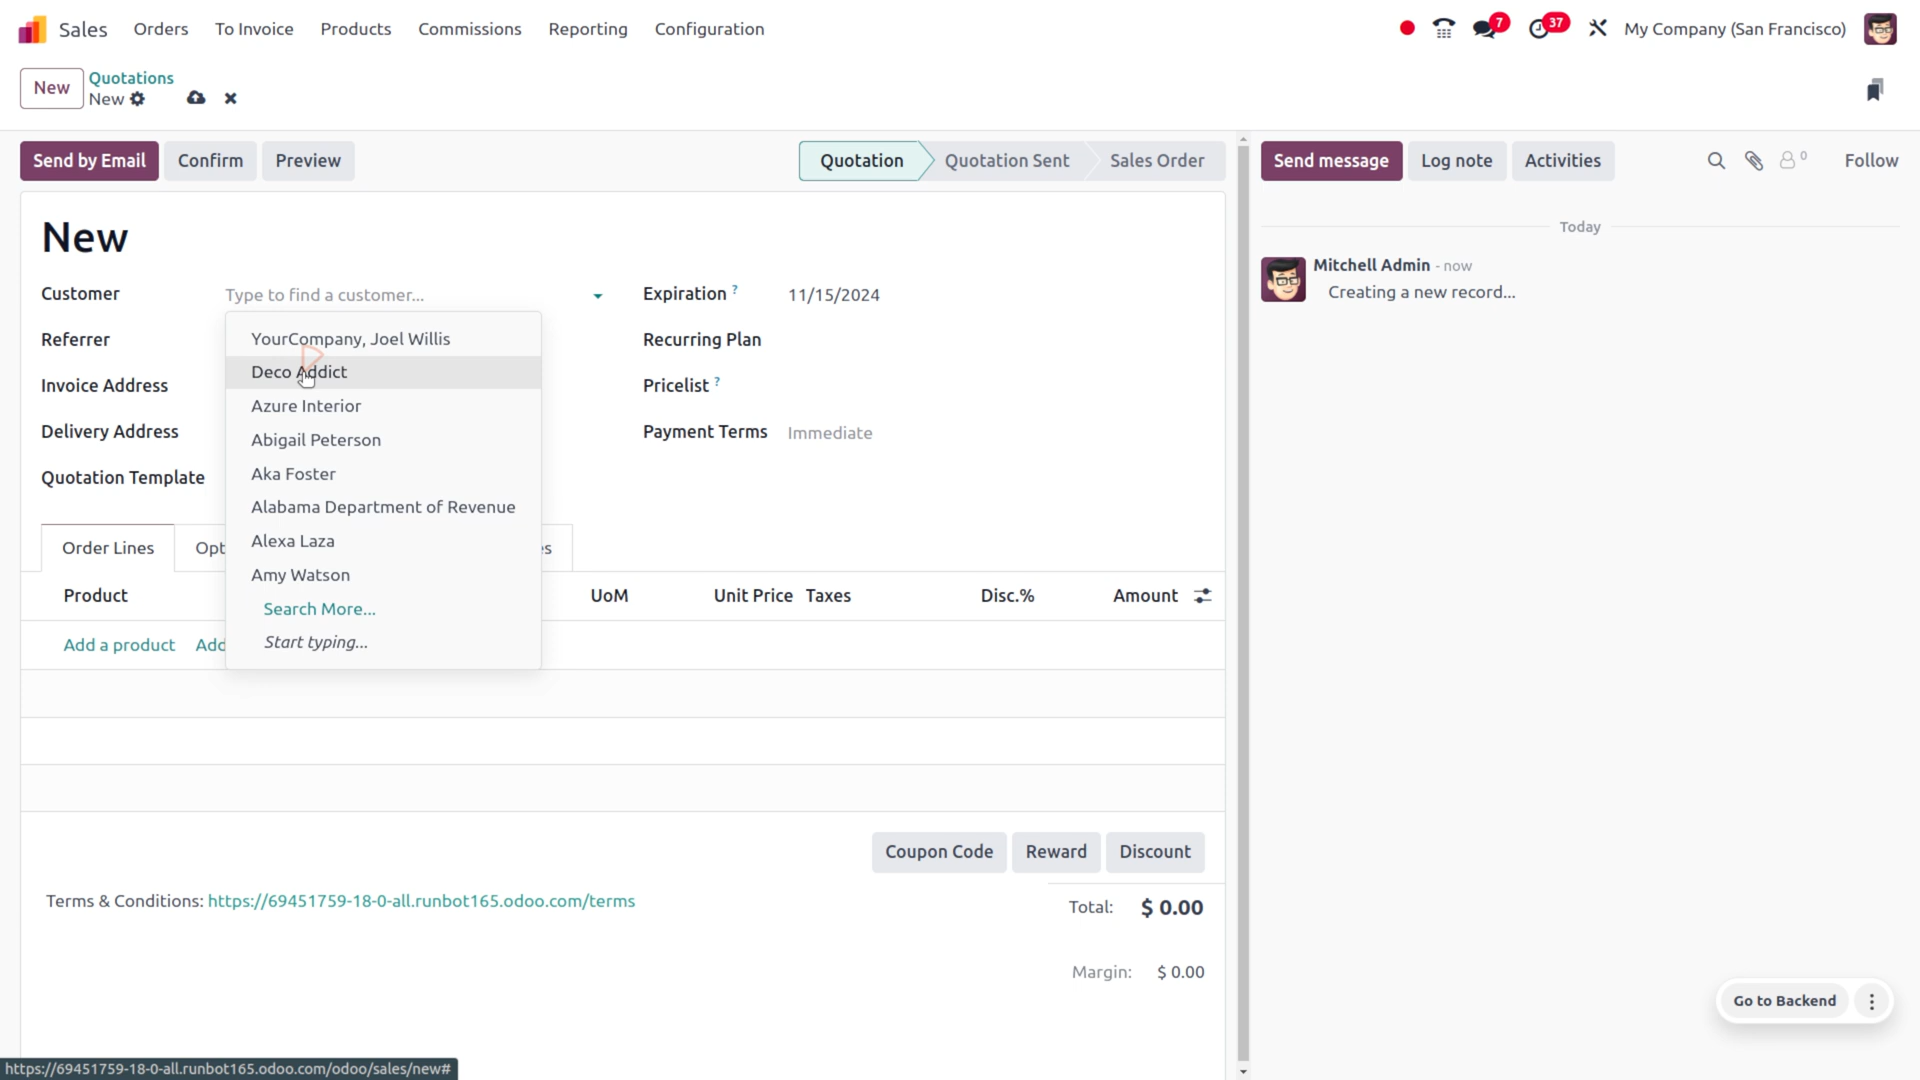 Sales Orders To Invoice Products Commissions Reporting Configuration 7 37 My Company (San Francisco)
New Quotations
New
Send by Email Confirm Preview Quotation Quotation Sent Sales Order Send message Log note Activities 0 Follow
Today
New
Mitchell Admin - now
Creating a new record...
Customer Type to find a customer... Expiration ? 11/15/2024
YourCompany, Joel Willis
Referrer Recurring Plan
Deco Addict
Invoice Address Pricelist ?
Azure Interior
Delivery Address Payment Terms Immediate
Abigail Peterson
Quotation Template
Aka Foster
Alabama Department of Revenue
Alexa Laza
Order Lines Opt es
Amy Watson
Product UoM Unit Price Taxes Disc.% Amount
Search More...
Add a product Add
Start typing...
Coupon Code Reward Discount
Terms & Conditions: https://69451759-18-0-all.runbot165.odoo.com/terms
Total: $ 0.00
Margin: $ 0.00
Go to Backend
https://69451759-18-0-all.runbot165.odoo.com/odoo/sales/new#